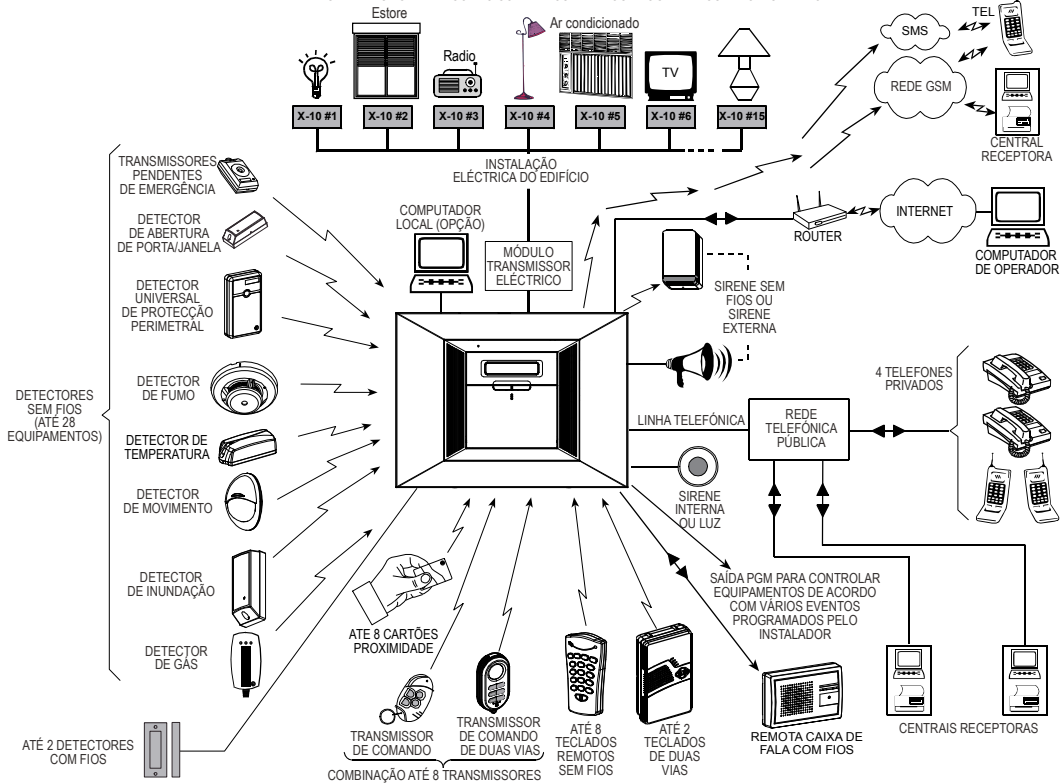 Estore
Ar condicionado
Radio
TV
X-10 #1
X-10 #2
X-10 #3
X-10 #4
X-10 #5
X-10 #6
X-10 #15
INSTALAÇÃO
ELÉCTRICA DO EDIFÍCIO
SMS
TEL
REDE GSM
CENTRAL
RECEPTORA
TRANSMISSORES
PENDENTES
DE EMERGÊNCIA
DETECTOR
DE ABERTURA
DE PORTA/JANELA
DETECTOR
UNIVERSAL
DE PROTECÇÃO
PERIMETRAL
DETECTOR
DE FUMO
DETECTORES
SEM FIOS
(ATÉ 28
EQUIPAMENTOS)
DETECTOR DE
TEMPERATURA
DETECTOR
DE MOVIMENTO
DETECTOR
DE INUNDAÇÃO
DETECTOR
DE GÁS
ATÉ 2 DETECTORES
COM FIOS
COMPUTADOR
LOCAL (OPÇÃO)
MÓDULO
TRANSMISSOR
ELÉCTRICO
ROUTER
INTERNET
COMPUTADOR
DE OPERADOR
SIRENE SEM
FIOS OU
SIRENE
EXTERNA
4 TELEFONES
PRIVADOS
LINHA TELEFÓNICA
REDE
TELEFÓNICA
PÚBLICA
SIRENE
INTERNA
OU LUZ
SAÍDA PGM PARA CONTROLAR
EQUIPAMENTOS DE ACORDO
COM VÁRIOS EVENTOS
PROGRAMADOS PELO
INSTALADOR
ATE 8 CARTÕES
PROXIMIDADE
TRANSMISSOR
DE COMANDO
TRANSMISSOR
DE COMANDO
DE DUAS VIAS
COMBINAÇÃO ATÉ 8 TRANSMISSORES
ATÉ 8
TECLADOS
REMOTOS
SEM FIOS
ATÉ 2
TECLADOS
DE DUAS
VIAS
REMOTA CAIXA DE
FALA COM FIOS
CENTRAIS RECEPTORAS